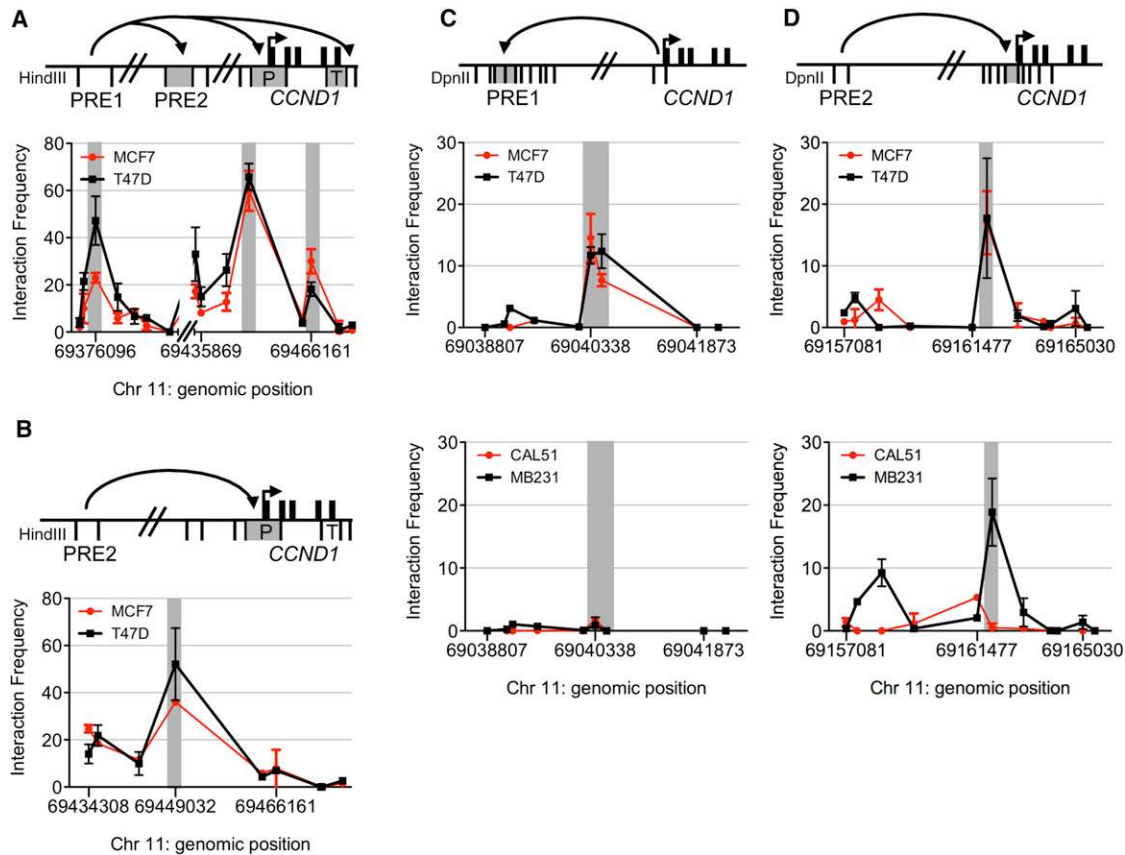 A
HindIII
P
T
PRE1
PRE2
CCND1
Interaction Frequency
80
60
40
20
0
MCF7
T47D
69376096
69435869
69466161
Chr 11: genomic position
B
HindIII
P
T
PRE2
CCND1
Interaction Frequency
80
60
40
20
0
MCF7
T47D
69434308
69449032
69466161
Chr 11: genomic position
C
DpnII
PRE1
CCND1
Interaction Frequency
30
20
10
0
MCF7
T47D
69038807
69040338
69041873
Interaction Frequency
30
20
10
0
CAL51
MB231
69038807
69040338
69041873
Chr 11: genomic position
D
DpnII
PRE2
CCND1
Interaction Frequency
30
20
10
0
MCF7
T47D
69157081
69161477
69165030
Interaction Frequency
30
20
10
0
CAL51
MB231
69157081
69161477
69165030
Chr 11: genomic position